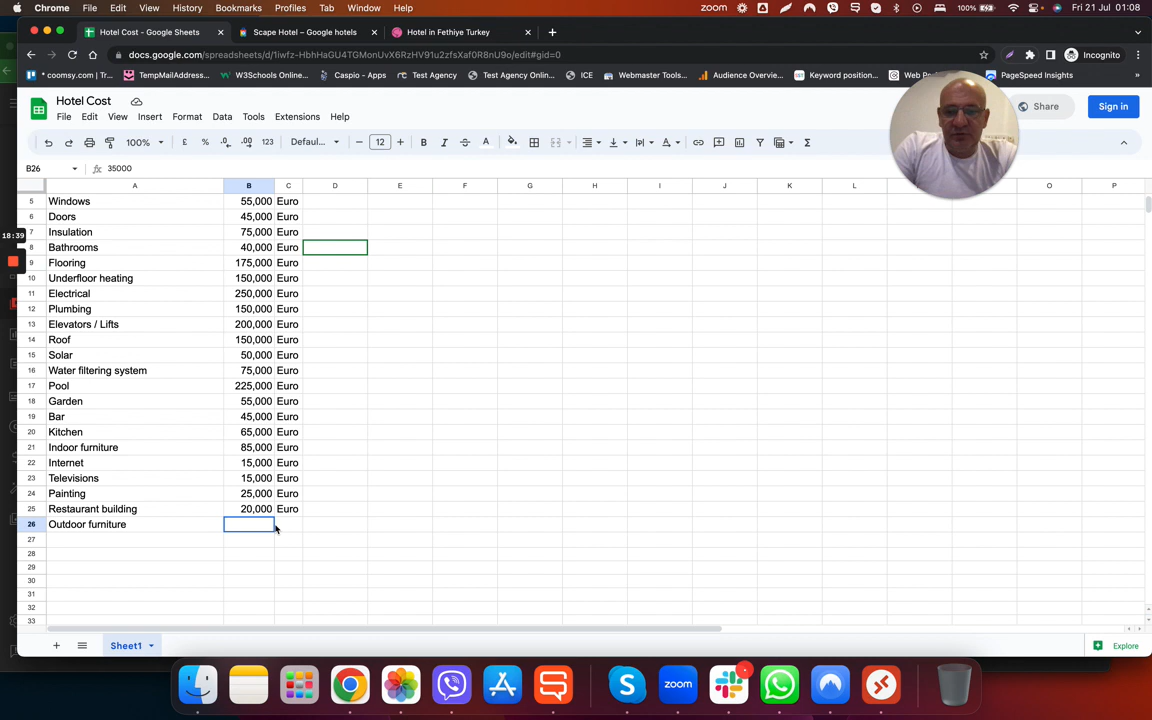 Chrome File Edit View History Bookmarks Profiles Tab Window Help zoom 100% Fri 21 Jul 01:08
Hotel Cost - Google Sheets × Scape Hotel – Google hotels × Hotel in Fethiye Turkey × +
docs.google.com/spreadsheets/d/1iwfz-HbhHaGU4TGMonUvX6RzHV91u2zfsXaf0R8nU9o/edit#gid=0 Incognito
* coomsy.com | Tr... TempMailAddress... W3Schools Online... Caspio - Apps Test Agency Test Agency Onlin... ICE Webmaster Tools... Audience Overvie... Keyword position... Web Po PageSpeed Insights »
Hotel Cost Share Sign in
File Edit View Insert Format Data Tools Extensions Help
100% £ % .0 .00 123 Defaul... − 12 + B I S A Σ
B26 fx 35000
A B C D E F G H I J K L O P
5 Windows 55,000 Euro
6 Doors 45,000 Euro
18:39
7 Insulation 75,000 Euro
8 Bathrooms 40,000 Euro
9 Flooring 175,000 Euro
10 Underfloor heating 150,000 Euro
11 Electrical 250,000 Euro
12 Plumbing 150,000 Euro
13 Elevators / Lifts 200,000 Euro
14 Roof 150,000 Euro
15 Solar 50,000 Euro
16 Water filtering system 75,000 Euro
17 Pool 225,000 Euro
18 Garden 55,000 Euro
19 Bar 45,000 Euro
20 Kitchen 65,000 Euro
21 Indoor furniture 85,000 Euro
22 Internet 15,000 Euro
23 Televisions 15,000 Euro
24 Painting 25,000 Euro
25 Restaurant building 20,000 Euro
26 Outdoor furniture
27
28
29
30
31
32
33
+ Sheet1 Explore
zoom